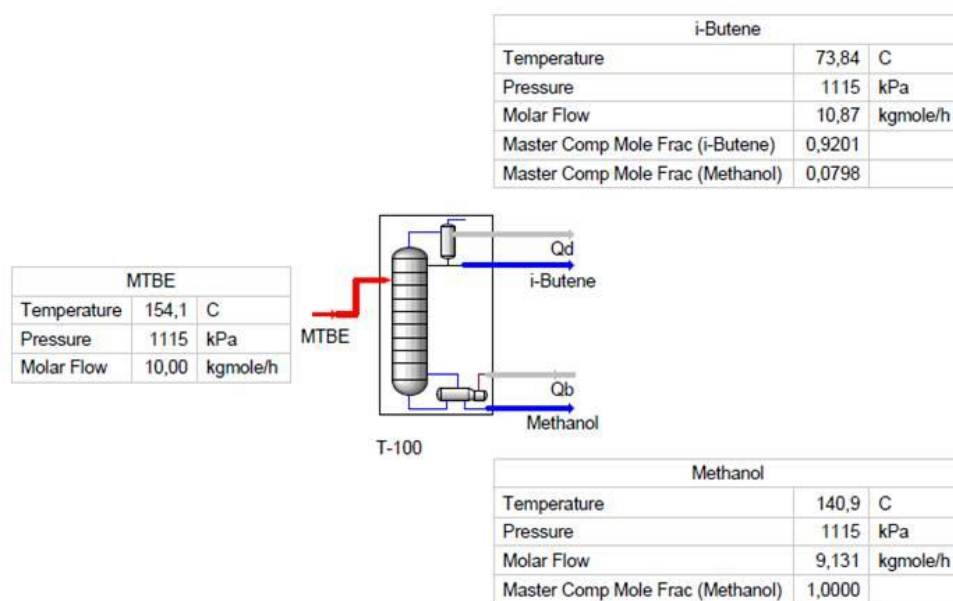 i-Butene
Temperature 73,84 C
Pressure 1115 kPa
Molar Flow 10,87 kgmole/h
Master Comp Mole Frac (i-Butene) 0,9201
Master Comp Mole Frac (Methanol) 0,0798
Qd
i-Butene
MTBE
Temperature 154,1 C
Pressure 1115 kPa
Molar Flow 10,00 kgmole/h
MTBE
Qb
Methanol
T-100
Methanol
Temperature 140,9 C
Pressure 1115 kPa
Molar Flow 9,131 kgmole/h
Master Comp Mole Frac (Methanol) 1,0000